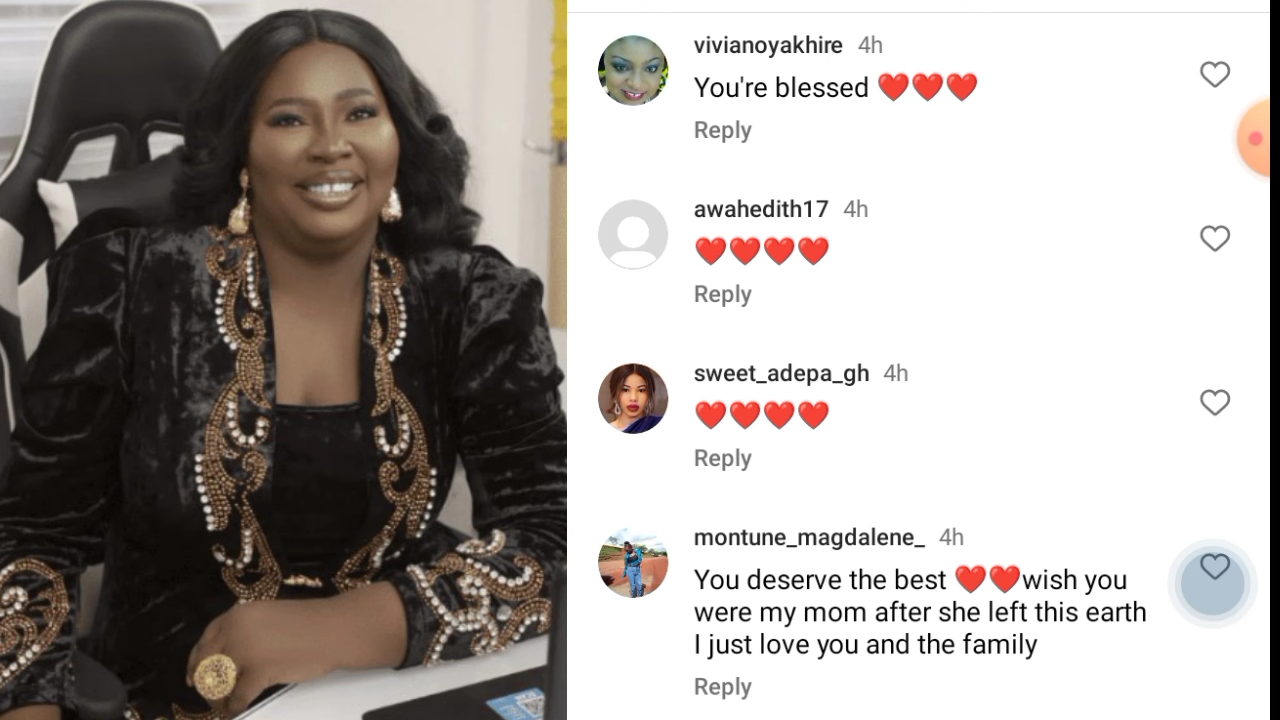 vivianoyakhire 4h
You're blessed ❤️❤️❤️
Reply
awahedith17 4h
❤️❤️❤️❤️
Reply
sweet_adepa_gh 4h
❤️❤️❤️❤️
Reply
montune_magdalene_ 4h
You deserve the best ❤️❤️wish you
were my mom after she left this earth
I just love you and the family
Reply